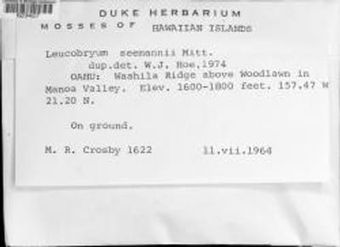 DUKE HERBARIUM
MOSSES OF HAWAIIAN ISLANDS
Leucobryum seemannii Mitt.
dup.det. W.J. Hoe,1974
OAHU: Waahila Ridge above Woodlawn in
Manoa Valley. Elev. 1600-1800 feet. 157.47 W
21.20 N.
On ground.
M. R. Crosby 1622 11.vii.1964